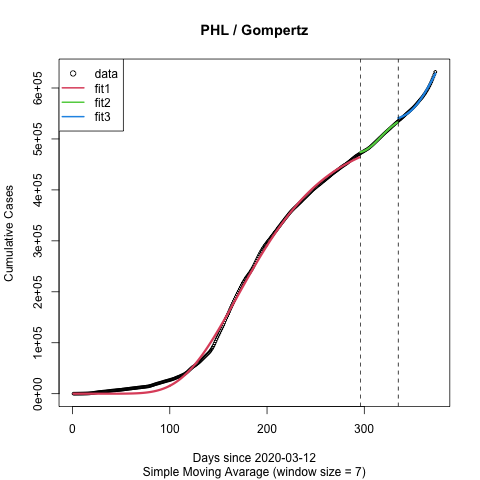 PHL / Gompertz
data
fit1
fit2
fit3
Cumulative Cases
0e+00
1e+05
2e+05
3e+05
4e+05
5e+05
6e+05
0
100
200
300
Days since 2020-03-12
Simple Moving Avarage (window size = 7)